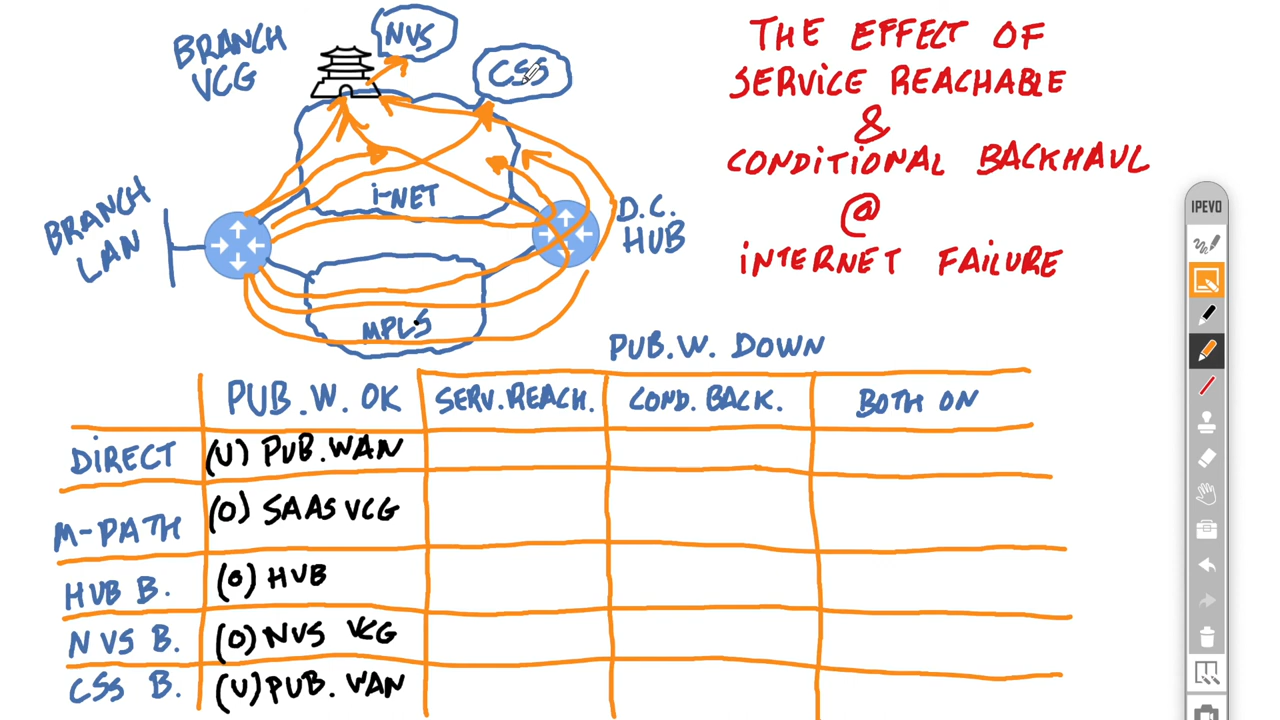 BRANCH
VCG
NVS
CSS
i-NET
BRANCH
LAN
D.C.
HUB
MPLS
THE EFFECT OF
SERVICE REACHABLE
&
CONDITIONAL BACKHAUL
@
INTERNET FAILURE
IPEVO
PUB.W. DOWN
PUB.W.OK SERV.REACH. COND.BACK. BOTH ON
DIRECT (U) PUB.WAN
M-PATH (O) SAAS VCG
HUB B. (O) HUB
NVS B. (O) NVS VCG
CSS B. (U) PUB. WAN